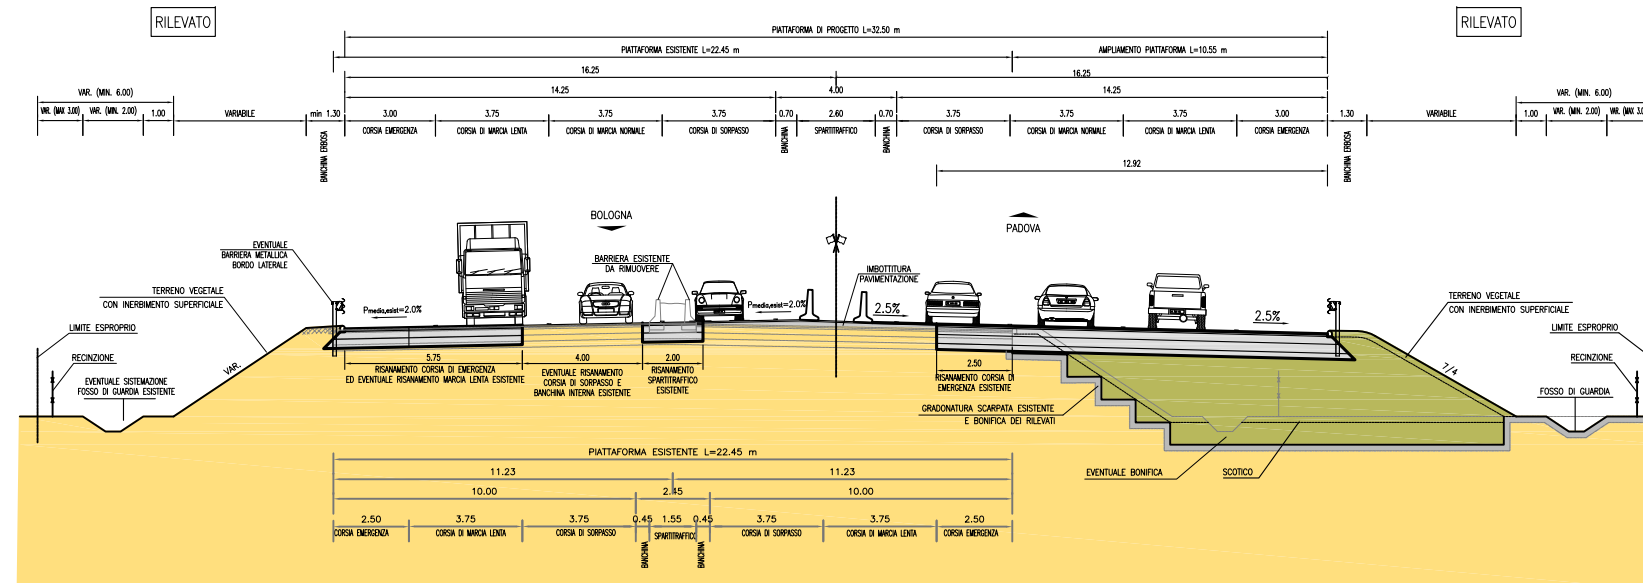 RILEVATO
RILEVATO
PIATTAFORMA DI PROGETTO L=32.50 m
PIATTAFORMA ESISTENTE L=22.45 m
AMPLIAMENTO PIATTAFORMA L=10.55 m
16.25
16.25
VAR. (MIN. 6.00)
14.25
4.00
14.25
VAR. (MIN. 6.00)
VAR. (MAX 3.00)
VAR. (MIN. 2.00)
1.00
VARIABILE
min 1.30
3.00
3.75
3.75
3.75
0.70
2.60
0.70
3.75
3.75
3.75
3.00
1.30
VARIABILE
1.00
VAR. (MIN. 2.00)
VAR. (MAX 3.0
BANCHINA ERBOSA
CORSIA EMERGENZA
CORSIA DI MARCIA LENTA
CORSIA DI MARCIA NORMALE
CORSIA DI SORPASSO
BANCHINA
SPARTITRAFFICO
BANCHINA
CORSIA DI SORPASSO
CORSIA DI MARCIA NORMALE
CORSIA DI MARCIA LENTA
CORSIA EMERGENZA
BANCHINA ERBOSA
12.92
BOLOGNA
PADOVA
EVENTUALE
BARRIERA METALLICA
BORDO LATERALE
BARRIERA ESISTENTE
DA RIMUOVERE
IMBOTTITURA
PAVIMENTAZIONE
TERRENO VEGETALE
CON INERBIMENTO SUPERFICIALE
TERRENO VEGETALE
CON INERBIMENTO SUPERFICIALE
Pmedia,esist=2.0%
Pmedia,esist=2.0%
2.5%
2.5%
LIMITE ESPROPRIO
LIMITE ESPROPRIO
RECINZIONE
RECINZIONE
VAR.
7/4
5.75
4.00
2.00
2.50
RISANAMENTO CORSIA DI EMERGENZA
ED EVENTUALE RISANAMENTO MARCIA LENTA ESISTENTE
EVENTUALE RISANAMENTO
CORSIA DI SORPASSO E
BANCHINA INTERNA ESISTENTE
RISANAMENTO
SPARTITRAFFICO
ESISTENTE
RISANAMENTO CORSIA DI
EMERGENZA ESISTENTE
EVENTUALE SISTEMAZIONE
FOSSO DI GUARDIA ESISTENTE
FOSSO DI GUARDIA
GRADONATURA SCARPATA ESISTENTE
E BONIFICA DEI RILEVATI
EVENTUALE BONIFICA
SCOTICO
PIATTAFORMA ESISTENTE L=22.45 m
11.23
11.23
10.00
2.45
10.00
2.50
3.75
3.75
0.45
1.55
0.45
3.75
3.75
2.50
CORSIA EMERGENZA
CORSIA DI MARCIA LENTA
CORSIA DI SORPASSO
BANCHINA
SPARTITRAFFICO
BANCHINA
CORSIA DI SORPASSO
CORSIA DI MARCIA LENTA
CORSIA EMERGENZA